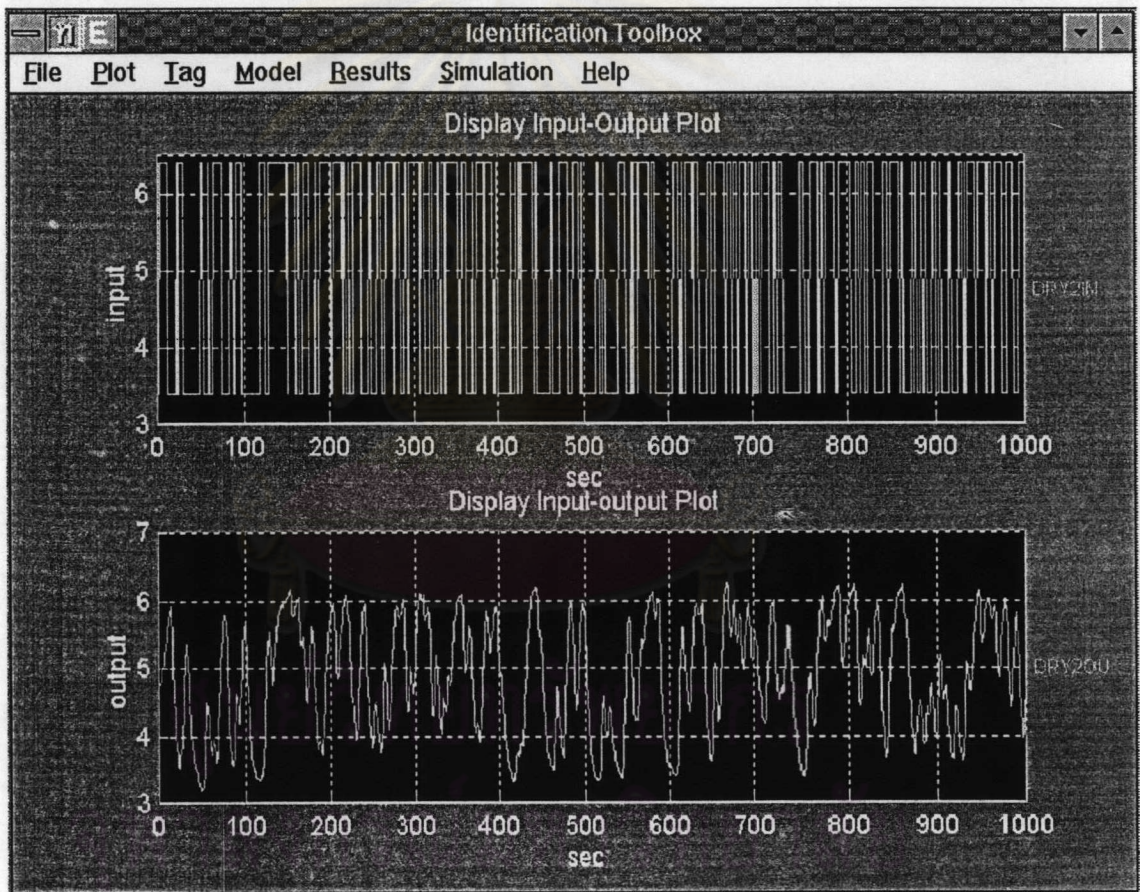 Identification Toolbox
File Plot Tag Model Results Simulation Help
Display Input-Output Plot
input
6
5
4
3
0 100 200 300 400 500 600 700 800 900 1000
sec
DRY2IN
Display Input-output Plot
output
7
6
5
4
3
0 100 200 300 400 500 600 700 800 900 1000
sec
DRY2OU